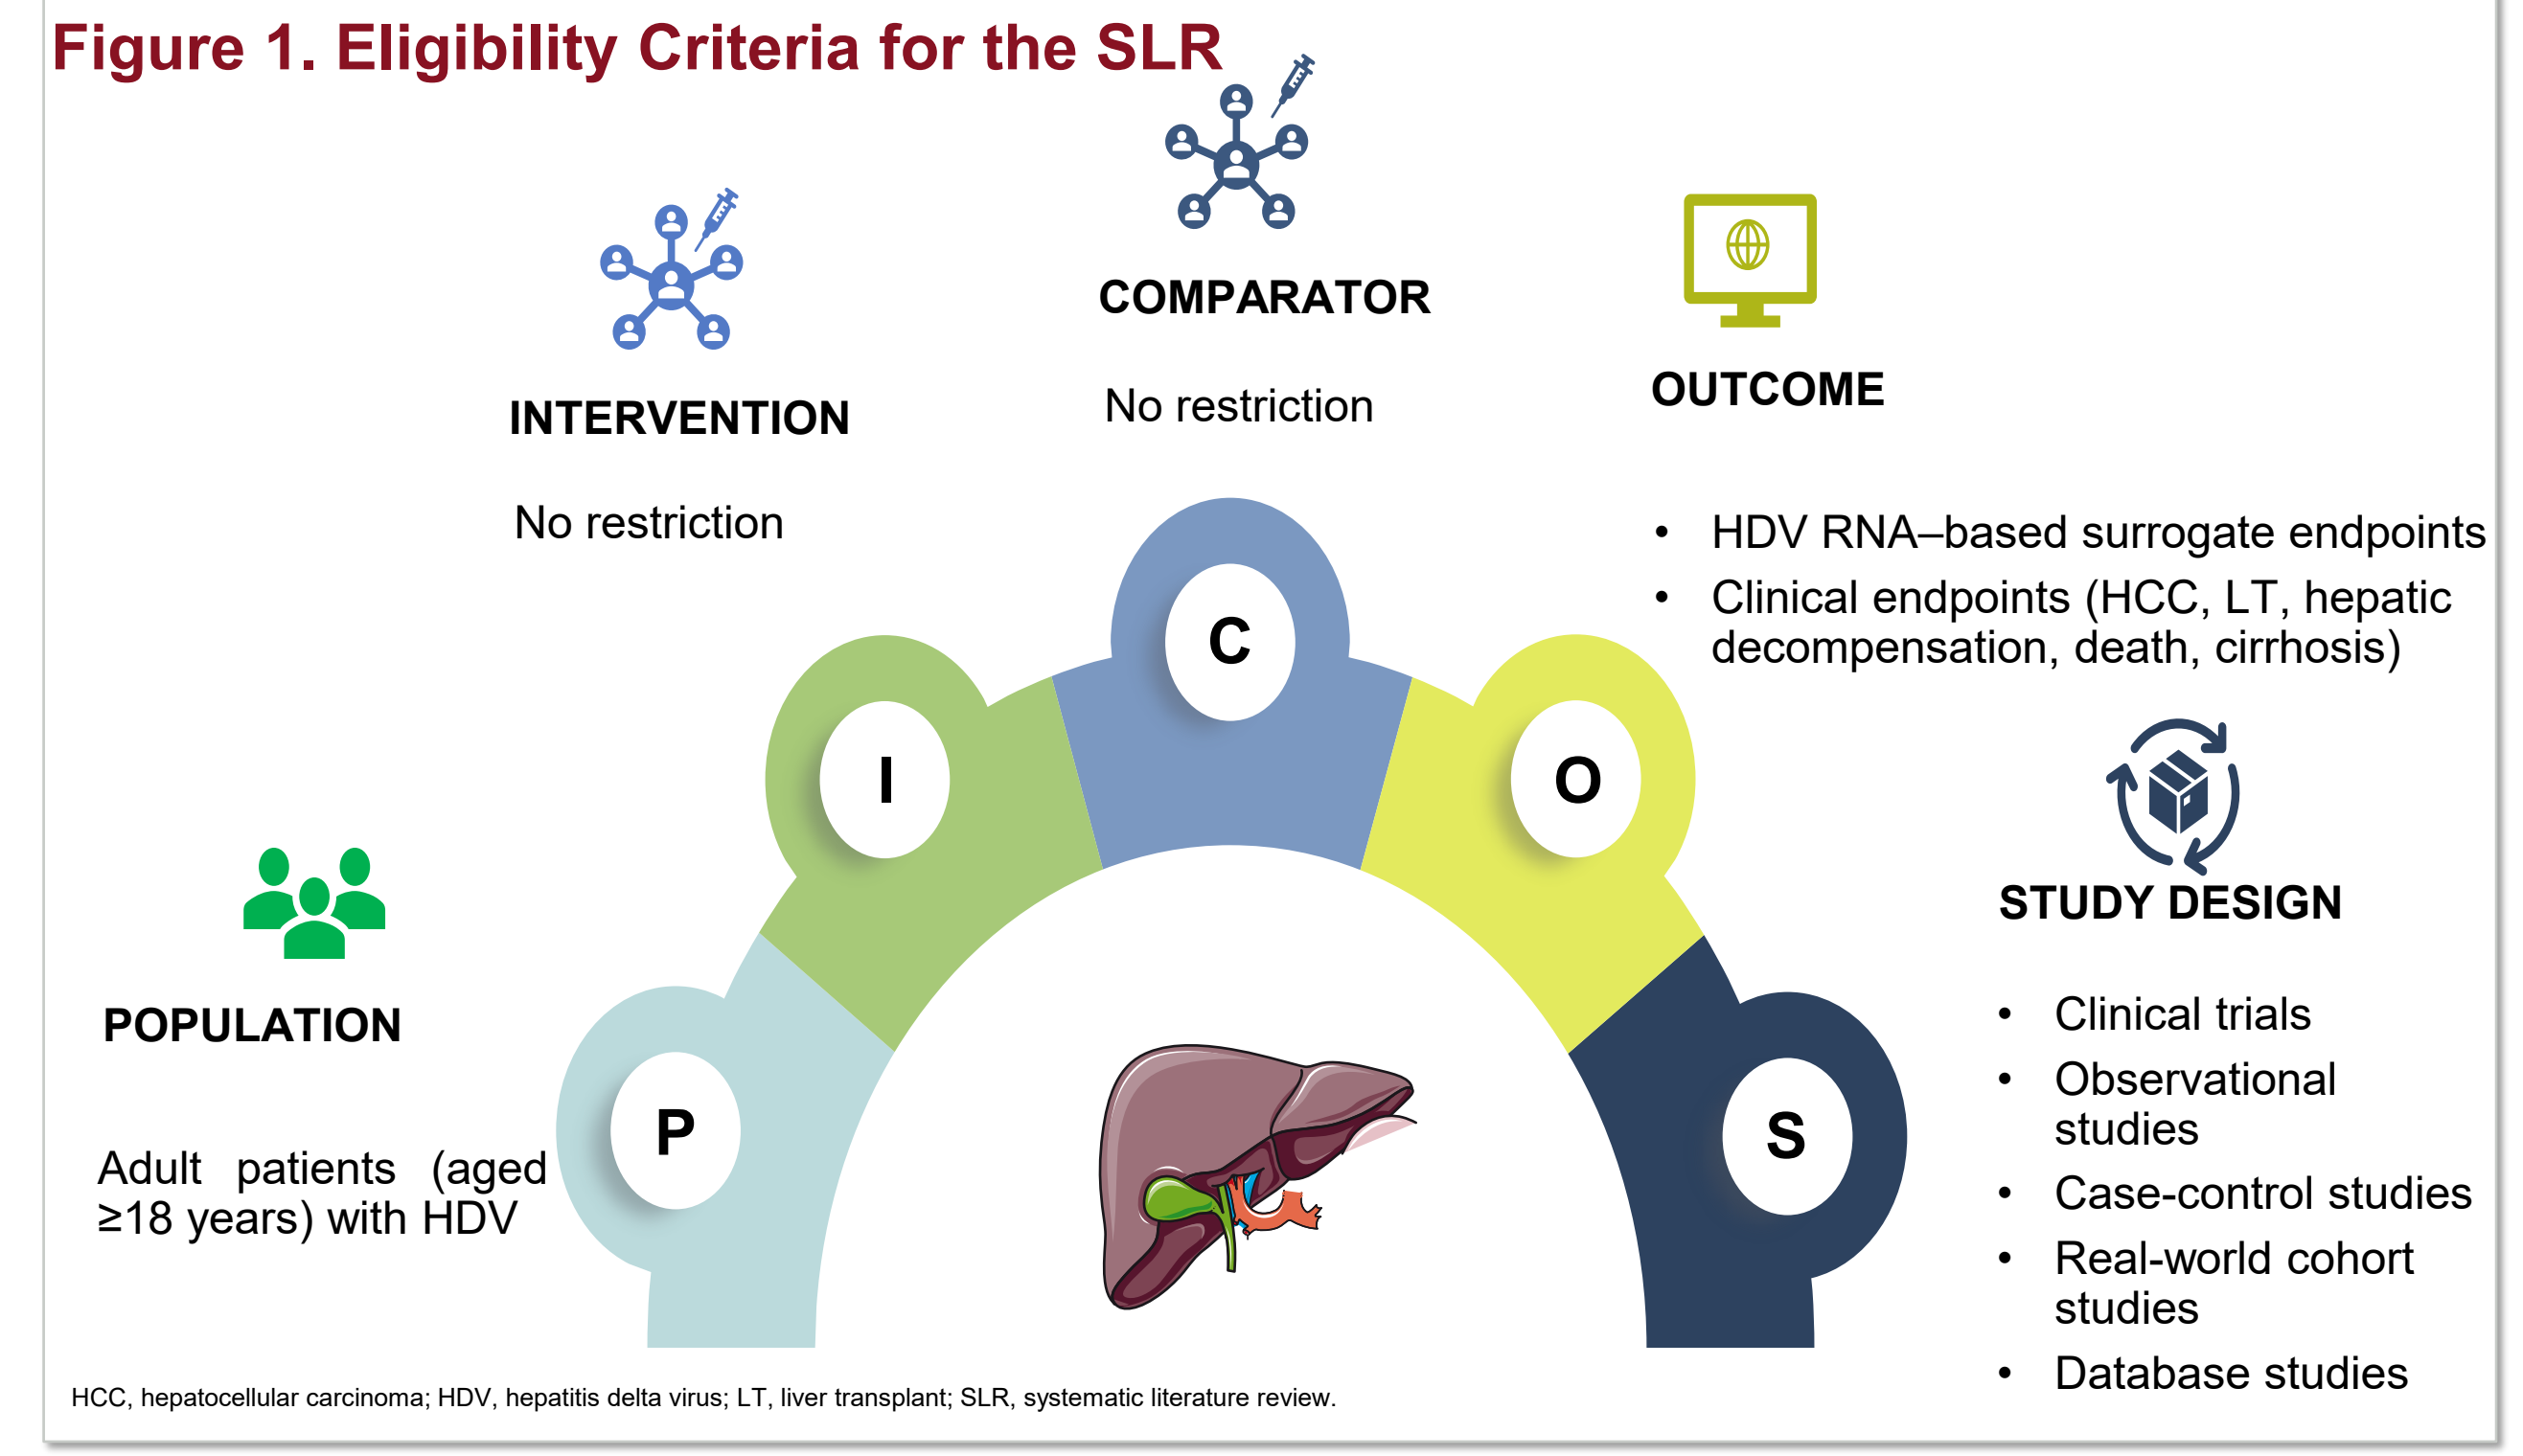 Figure 1. Eligibility Criteria for the SLR
COMPARATOR
No restriction
INTERVENTION
No restriction
OUTCOME
• HDV RNA–based surrogate endpoints
• Clinical endpoints (HCC, LT, hepatic
decompensation, death, cirrhosis)
C
I
O
P
S
POPULATION
Adult patients (aged
≥18 years) with HDV
STUDY DESIGN
• Clinical trials
• Observational
studies
• Case-control studies
• Real-world cohort
studies
• Database studies
HCC, hepatocellular carcinoma; HDV, hepatitis delta virus; LT, liver transplant; SLR, systematic literature review.